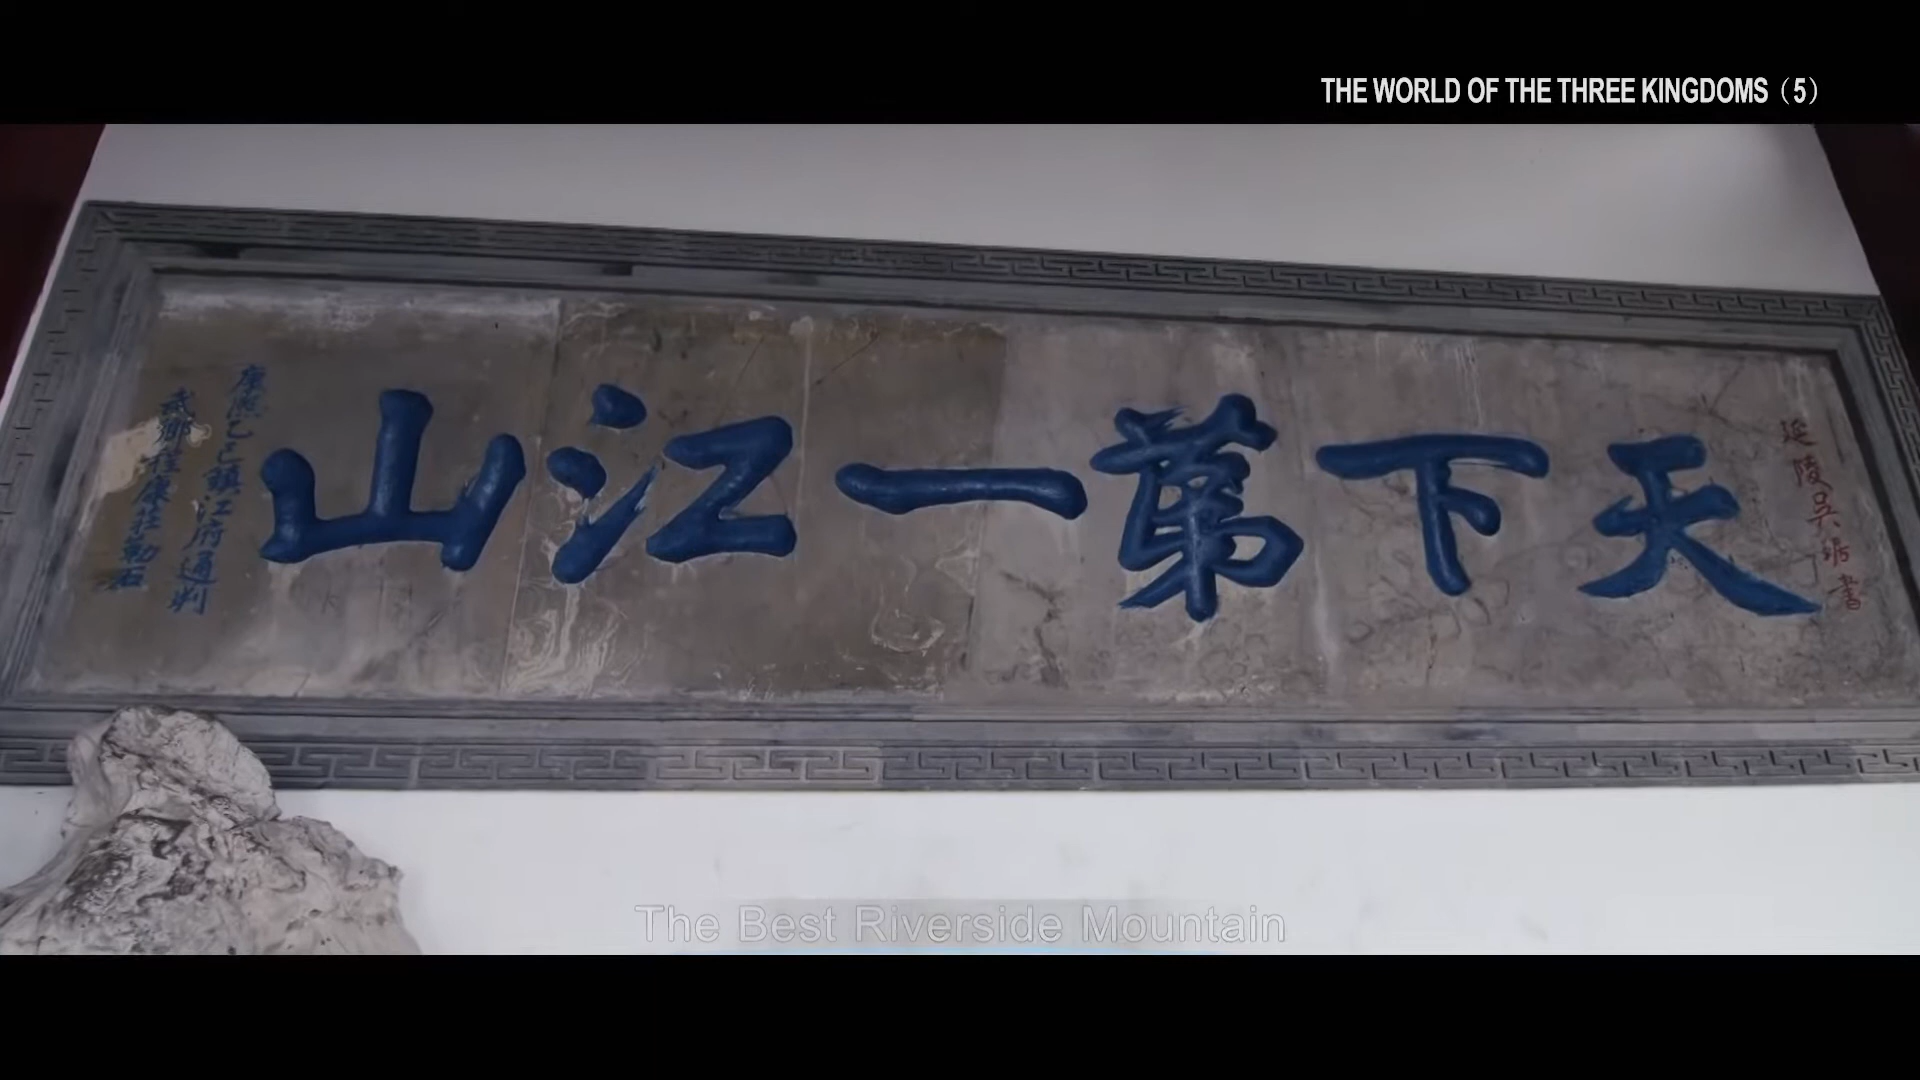 THE WORLD OF THE THREE KINGDOMS（5）
延陵吴琚書
天下第一江山
康熙乙巳鎮江府通判
武鄉程康莊勒石
The Best Riverside Mountain